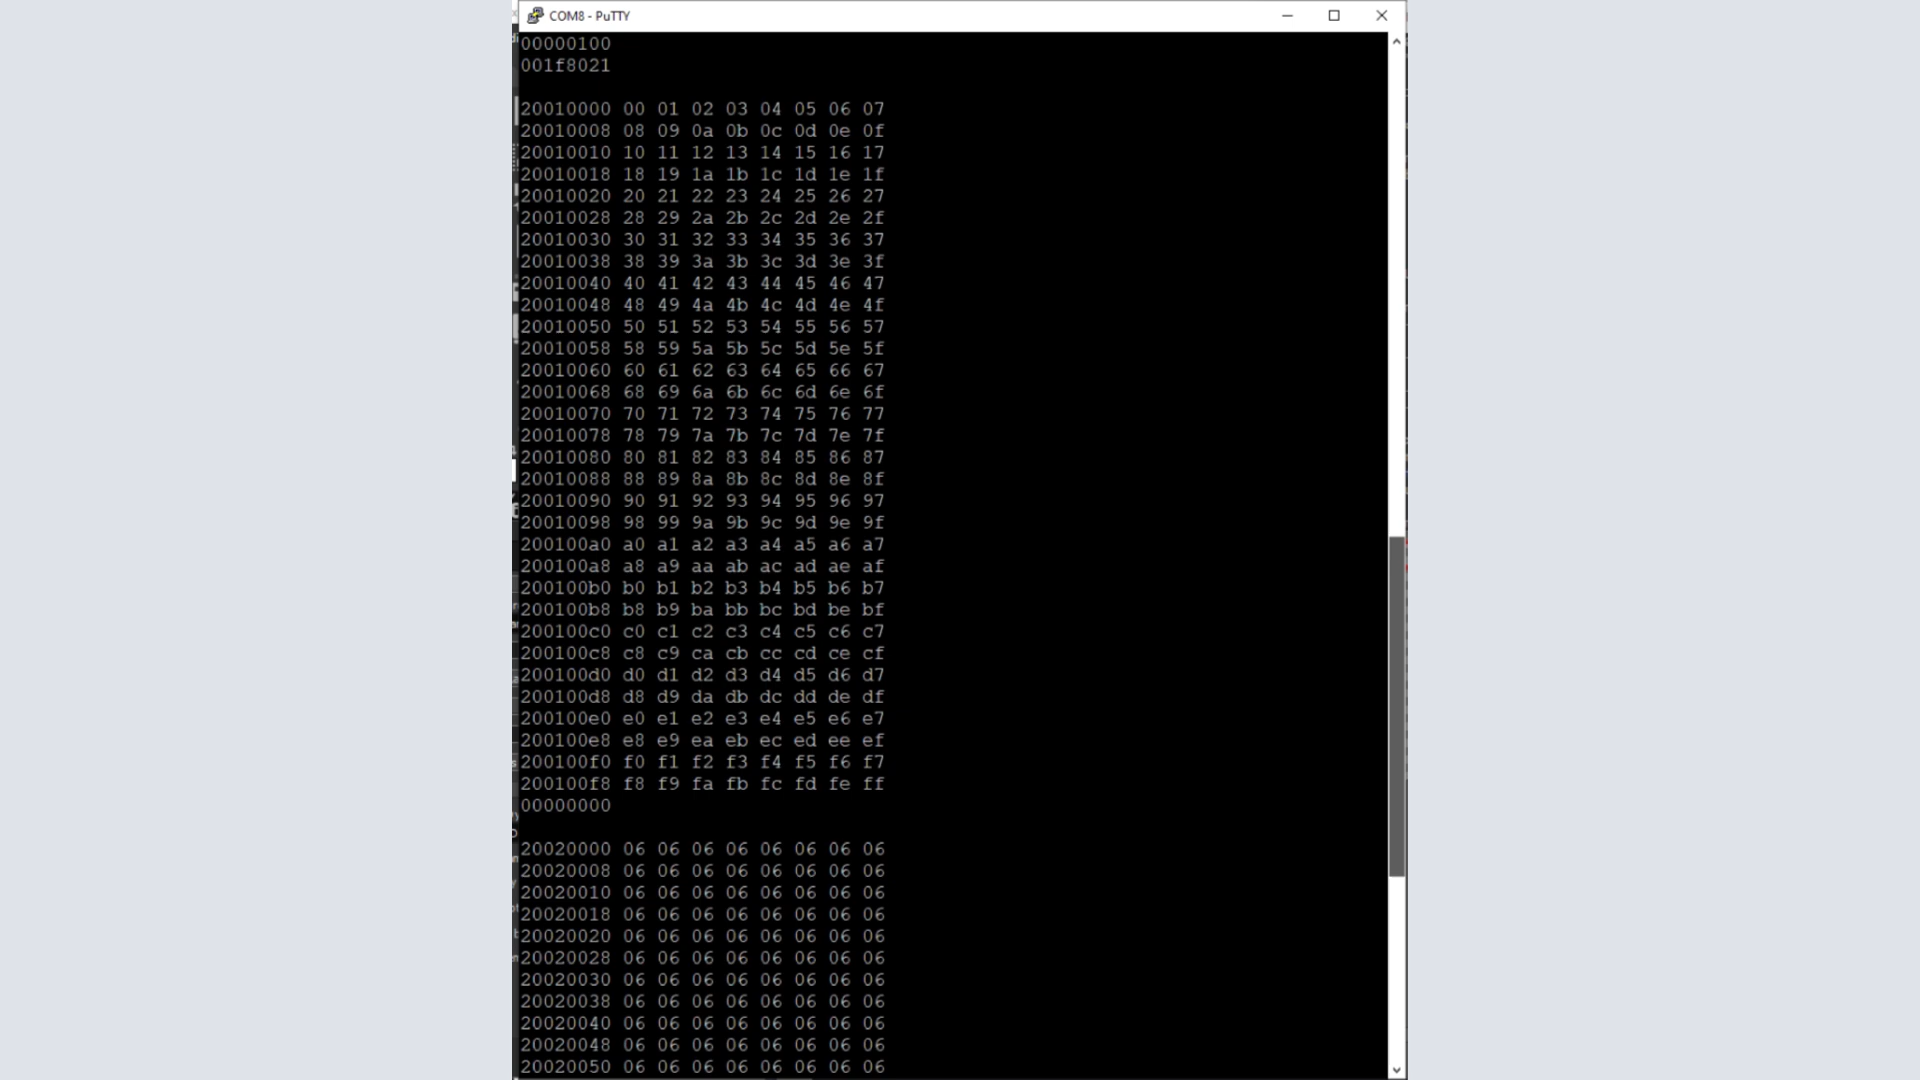 COM8 - PuTTY
00000100
001f8021
20010000 00 01 02 03 04 05 06 07
20010008 08 09 0a 0b 0c 0d 0e 0f
20010010 10 11 12 13 14 15 16 17
20010018 18 19 1a 1b 1c 1d 1e 1f
20010020 20 21 22 23 24 25 26 27
20010028 28 29 2a 2b 2c 2d 2e 2f
20010030 30 31 32 33 34 35 36 37
20010038 38 39 3a 3b 3c 3d 3e 3f
20010040 40 41 42 43 44 45 46 47
20010048 48 49 4a 4b 4c 4d 4e 4f
20010050 50 51 52 53 54 55 56 57
20010058 58 59 5a 5b 5c 5d 5e 5f
20010060 60 61 62 63 64 65 66 67
20010068 68 69 6a 6b 6c 6d 6e 6f
20010070 70 71 72 73 74 75 76 77
20010078 78 79 7a 7b 7c 7d 7e 7f
20010080 80 81 82 83 84 85 86 87
20010088 88 89 8a 8b 8c 8d 8e 8f
20010090 90 91 92 93 94 95 96 97
20010098 98 99 9a 9b 9c 9d 9e 9f
200100a0 a0 a1 a2 a3 a4 a5 a6 a7
200100a8 a8 a9 aa ab ac ad ae af
200100b0 b0 b1 b2 b3 b4 b5 b6 b7
200100b8 b8 b9 ba bb bc bd be bf
200100c0 c0 c1 c2 c3 c4 c5 c6 c7
200100c8 c8 c9 ca cb cc cd ce cf
200100d0 d0 d1 d2 d3 d4 d5 d6 d7
200100d8 d8 d9 da db dc dd de df
200100e0 e0 e1 e2 e3 e4 e5 e6 e7
200100e8 e8 e9 ea eb ec ed ee ef
200100f0 f0 f1 f2 f3 f4 f5 f6 f7
200100f8 f8 f9 fa fb fc fd fe ff
00000000
20020000 06 06 06 06 06 06 06 06
20020008 06 06 06 06 06 06 06 06
20020010 06 06 06 06 06 06 06 06
20020018 06 06 06 06 06 06 06 06
20020020 06 06 06 06 06 06 06 06
20020028 06 06 06 06 06 06 06 06
20020030 06 06 06 06 06 06 06 06
20020038 06 06 06 06 06 06 06 06
20020040 06 06 06 06 06 06 06 06
20020048 06 06 06 06 06 06 06 06
20020050 06 06 06 06 06 06 06 06